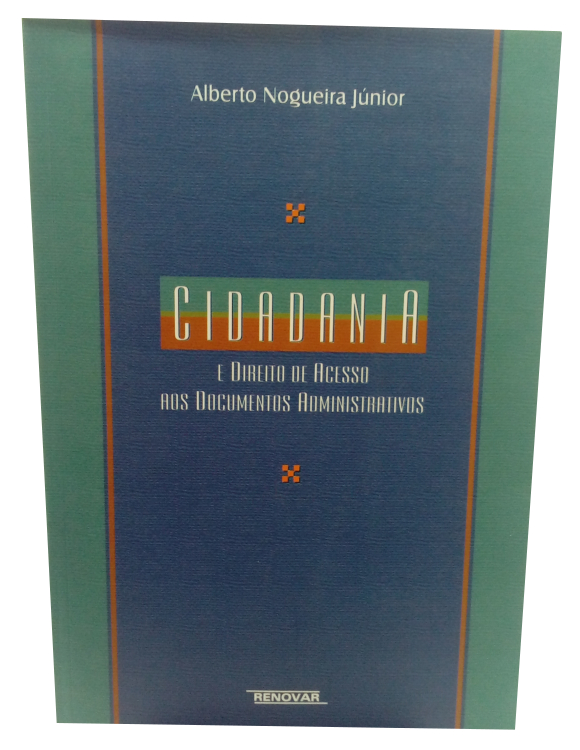 Alberto Nogueira Júnior
CIDADANIA
E DIREITO DE ACESSO
AOS DOCUMENTOS ADMINISTRATIVOS
RENOVAR